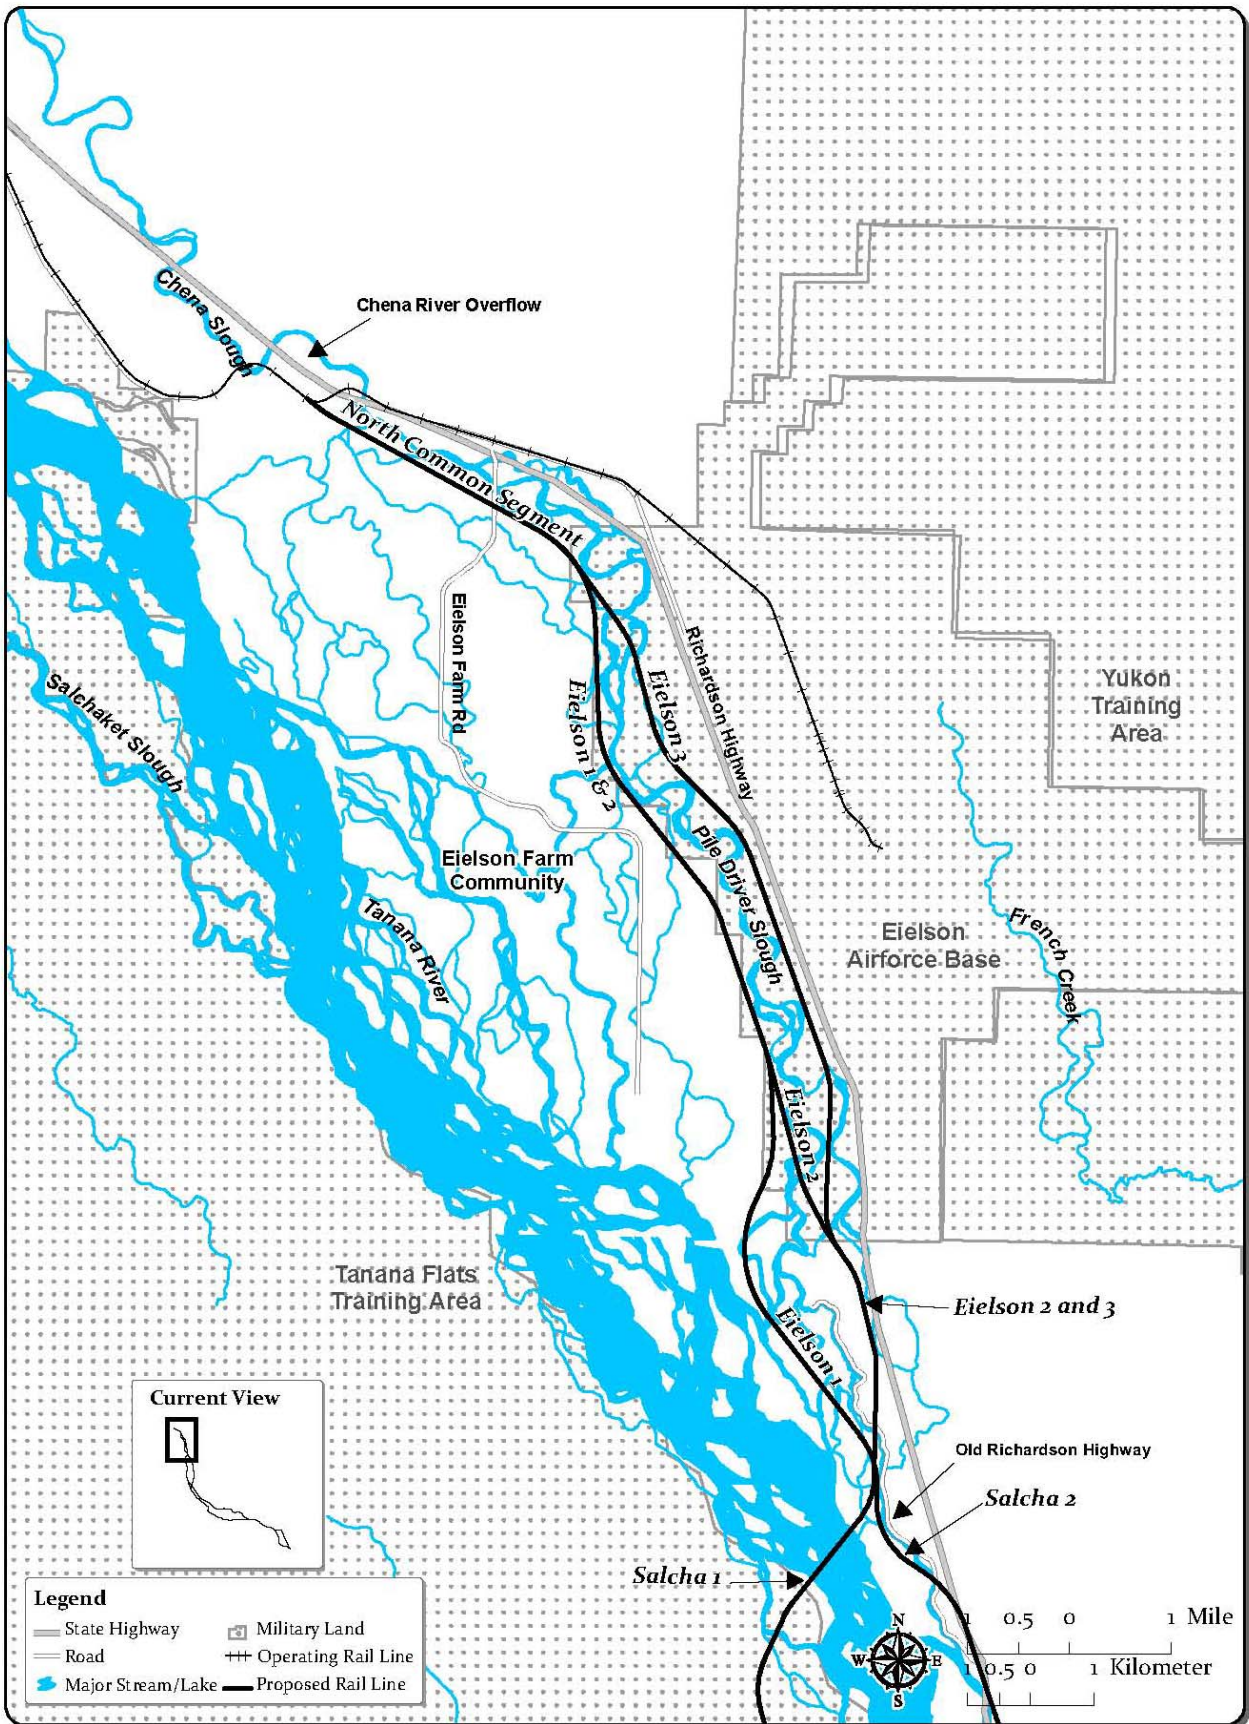 Chena Slough
Chena River Overflow
North Common Segment
Eielson Farm Rd
Richardson Highway
Eielson 3
Eielson 1 & 2
Yukon
Training
Area
Salchaket Slough
Pile Driver Slough
Eielson Farm
Community
Tanana River
French Creek
Eielson
Airforce Base
Eielson 2
Tanana Flats
Training Area
Eielson 2 and 3
Eielson 1
Current View
Old Richardson Highway
Salcha 2
Salcha 1
Legend
State Highway
Military Land
Road
Operating Rail Line
Major Stream/Lake
Proposed Rail Line
N
W
E
S
1 0.5 0 1 Mile
1 0.5 0 1 Kilometer